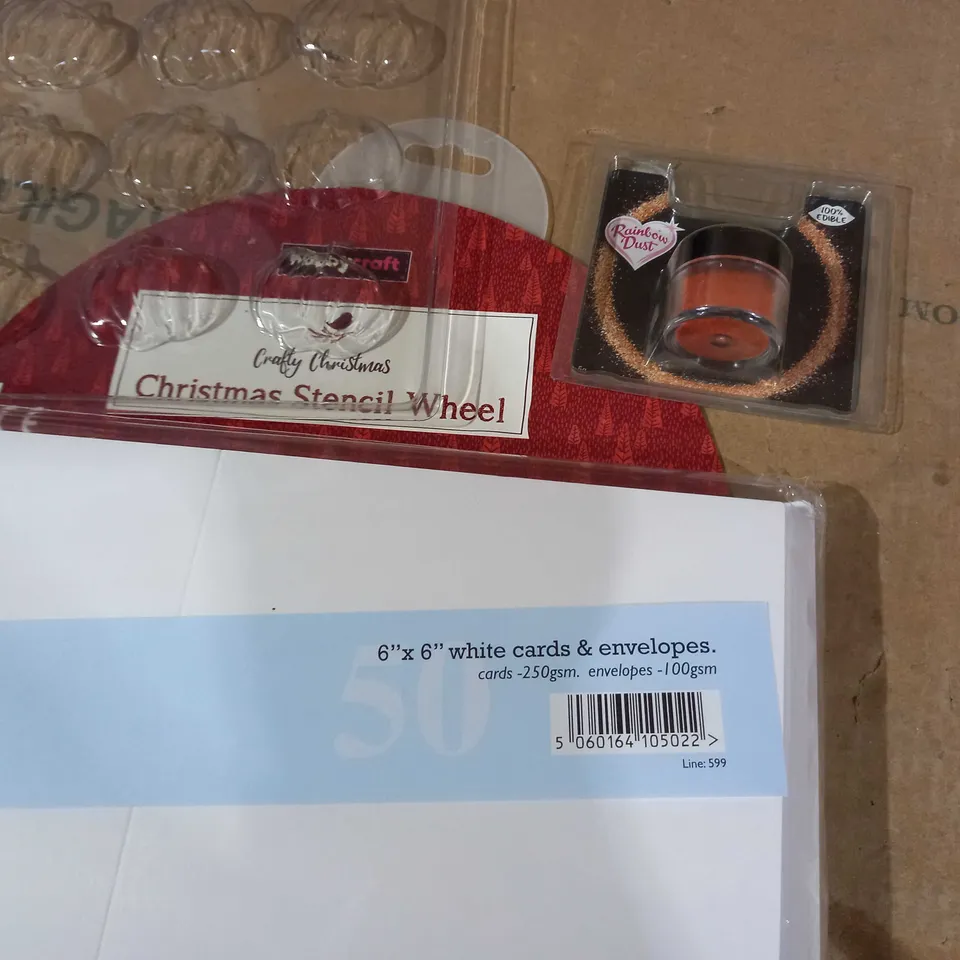 Rainbow
Dust
100%
EDIBLE
hobbycraft
Crafty Christmas
Christmas Stencil Wheel
50
6”x 6” white cards & envelopes.
cards -250gsm. envelopes -100gsm
5 060164 105022 >
Line: 599